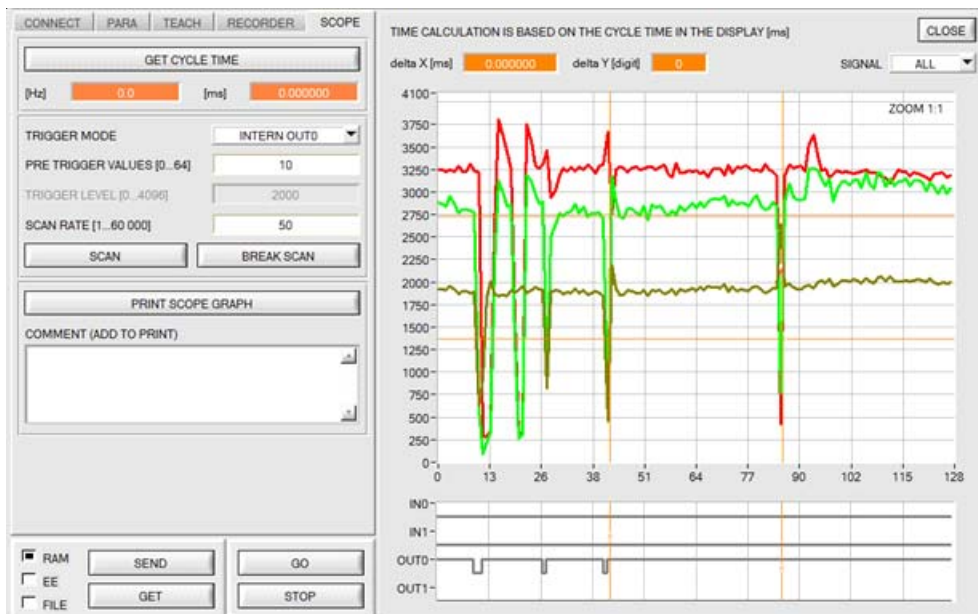 CONNECT PARA TEACH RECORDER SCOPE
GET CYCLE TIME
[Hz] 0.0 [ms] 0.000000
TRIGGER MODE INTERN OUT0
PRE TRIGGER VALUES [0...64] 10
TRIGGER LEVEL [0...4096] 2000
SCAN RATE [1...60 000] 50
SCAN BREAK SCAN
PRINT SCOPE GRAPH
COMMENT (ADD TO PRINT)
RAM
EE
FILE
SEND GO
GET STOP
TIME CALCULATION IS BASED ON THE CYCLE TIME IN THE DISPLAY [ms]
CLOSE
delta X [ms] 0.000000 delta Y [digit] 0 SIGNAL ALL
ZOOM 1:1
4100
3750
3500
3250
3000
2750
2500
2250
2000
1750
1500
1250
1000
750
500
250
0
0 13 26 38 51 64 77 90 102 115 128
IN0
IN1
OUT0
OUT1